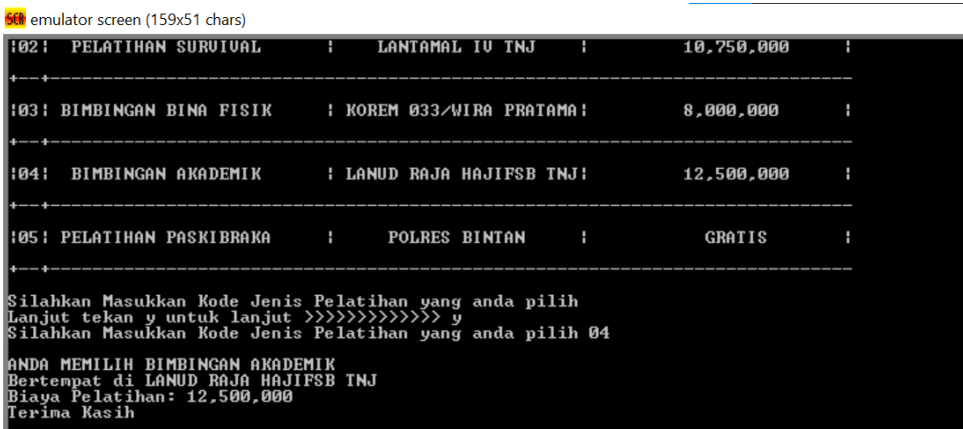 SCR emulator screen (159x51 chars)
|02| PELATIHAN SURVIVAL | LANTAMAL IV TNJ | 10,750,000 |
+--+----------------------------------------------------------------------------
|03| BIMBINGAN BINA FISIK | KOREM 033/WIRA PRATAMA| 8,000,000 |
+--+----------------------------------------------------------------------------
|04| BIMBINGAN AKADEMIK | LANUD RAJA HAJIFSB TNJ| 12,500,000 |
+--+----------------------------------------------------------------------------
|05| PELATIHAN PASKIBRAKA | POLRES BINTAN | GRATIS |
+--+----------------------------------------------------------------------------
Silahkan Masukkan Kode Jenis Pelatihan yang anda pilih
Lanjut tekan y untuk lanjut >>>>>>>>>>>>> y
Silahkan Masukkan Kode Jenis Pelatihan yang anda pilih 04
ANDA MEMILIH BIMBINGAN AKADEMIK
Bertempat di LANUD RAJA HAJIFSB TNJ
Biaya Pelatihan: 12,500,000
Terima Kasih